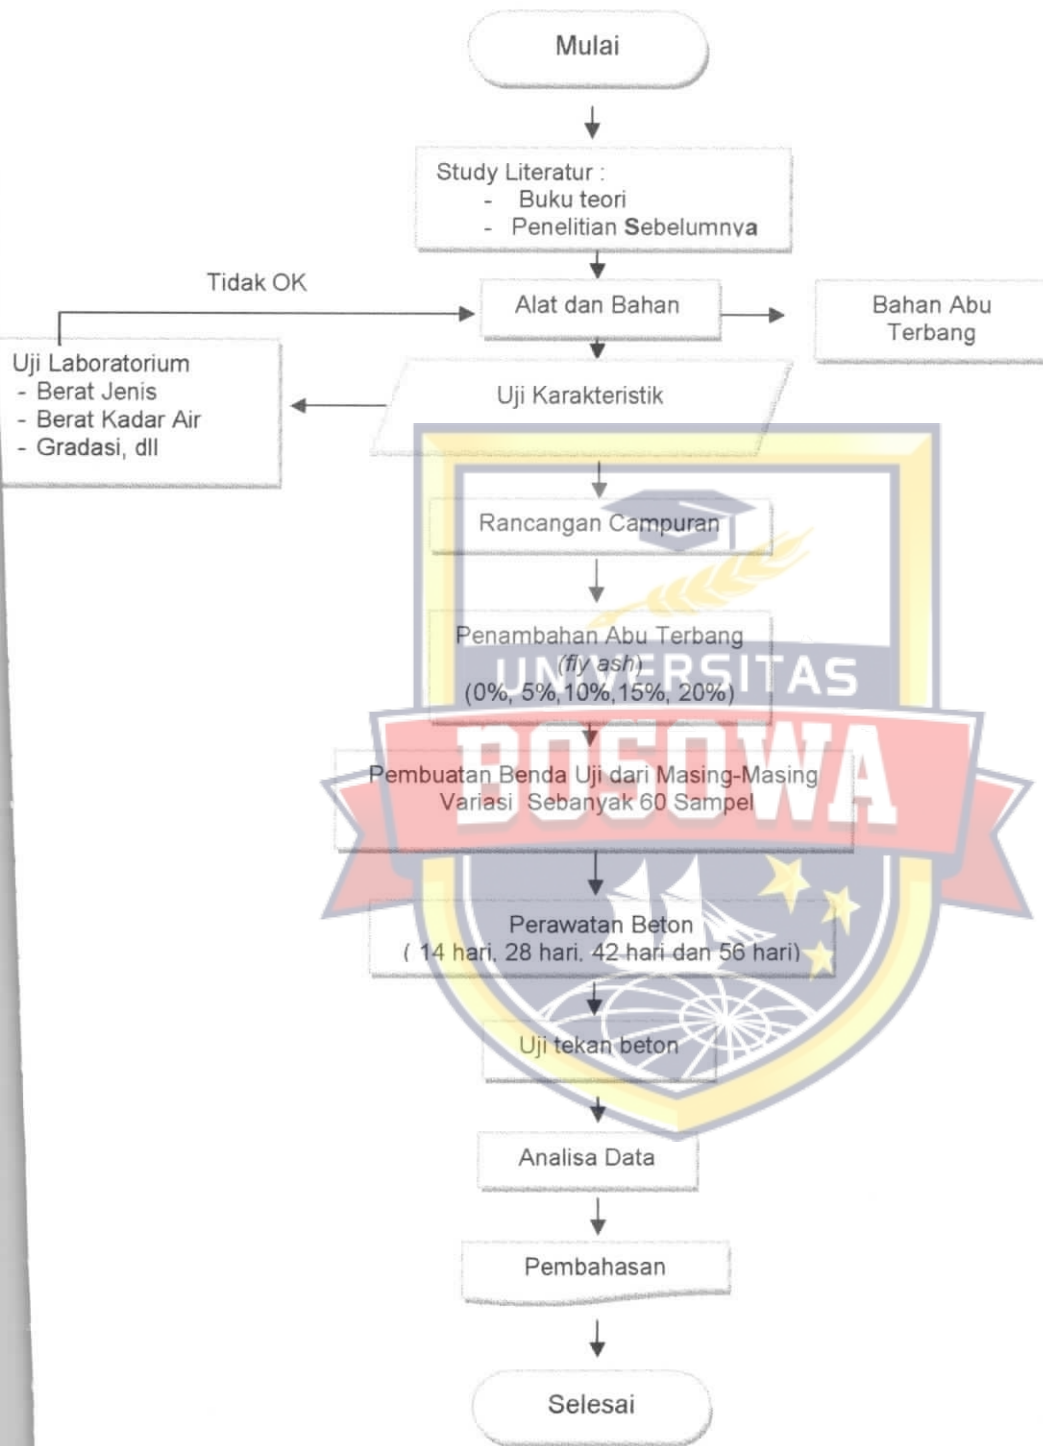 Mulai
Study Literatur :
- Buku teori
- Penelitian Sebelumnya
Tidak OK
Alat dan Bahan
Bahan Abu
Terbang
Uji Laboratorium
- Berat Jenis
- Berat Kadar Air
- Gradasi, dll
Uji Karakteristik
Rancangan Campuran
Penambahan Abu Terbang
(fly ash)
(0%, 5%,10%,15%, 20%)
UNIVERSITAS
BOSOWA
Pembuatan Benda Uji dari Masing-Masing
Variasi Sebanyak 60 Sampel
Perawatan Beton
( 14 hari, 28 hari, 42 hari dan 56 hari)
Uji tekan beton
Analisa Data
Pembahasan
Selesai